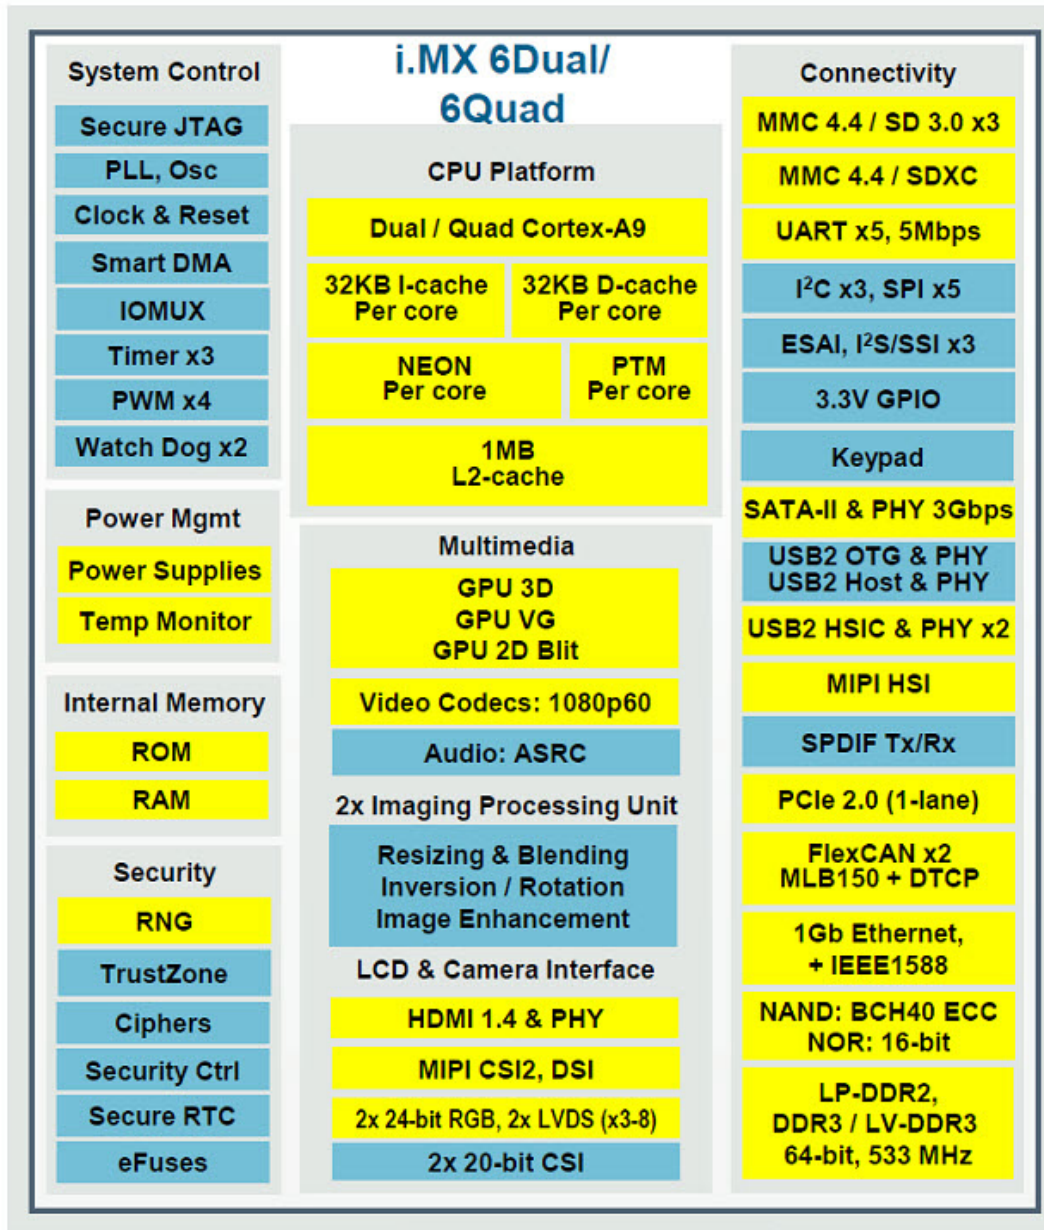 i.MX 6Dual/
6Quad
System Control
Secure JTAG
PLL, Osc
Clock & Reset
Smart DMA
IOMUX
Timer x3
PWM x4
Watch Dog x2
Power Mgmt
Power Supplies
Temp Monitor
Internal Memory
ROM
RAM
Security
RNG
TrustZone
Ciphers
Security Ctrl
Secure RTC
eFuses
CPU Platform
Dual / Quad Cortex-A9
32KB I-cache
Per core
32KB D-cache
Per core
NEON
Per core
PTM
Per core
1MB
L2-cache
Multimedia
GPU 3D
GPU VG
GPU 2D Blit
Video Codecs: 1080p60
Audio: ASRC
2x Imaging Processing Unit
Resizing & Blending
Inversion / Rotation
Image Enhancement
LCD & Camera Interface
HDMI 1.4 & PHY
MIPI CSI2, DSI
2x 24-bit RGB, 2x LVDS (x3-8)
2x 20-bit CSI
Connectivity
MMC 4.4 / SD 3.0 x3
MMC 4.4 / SDXC
UART x5, 5Mbps
I²C x3, SPI x5
ESAI, I²S/SSI x3
3.3V GPIO
Keypad
SATA-II & PHY 3Gbps
USB2 OTG & PHY
USB2 Host & PHY
USB2 HSIC & PHY x2
MIPI HSI
SPDIF Tx/Rx
PCIe 2.0 (1-lane)
FlexCAN x2
MLB150 + DTCP
1Gb Ethernet,
+ IEEE1588
NAND: BCH40 ECC
NOR: 16-bit
LP-DDR2,
DDR3 / LV-DDR3
64-bit, 533 MHz